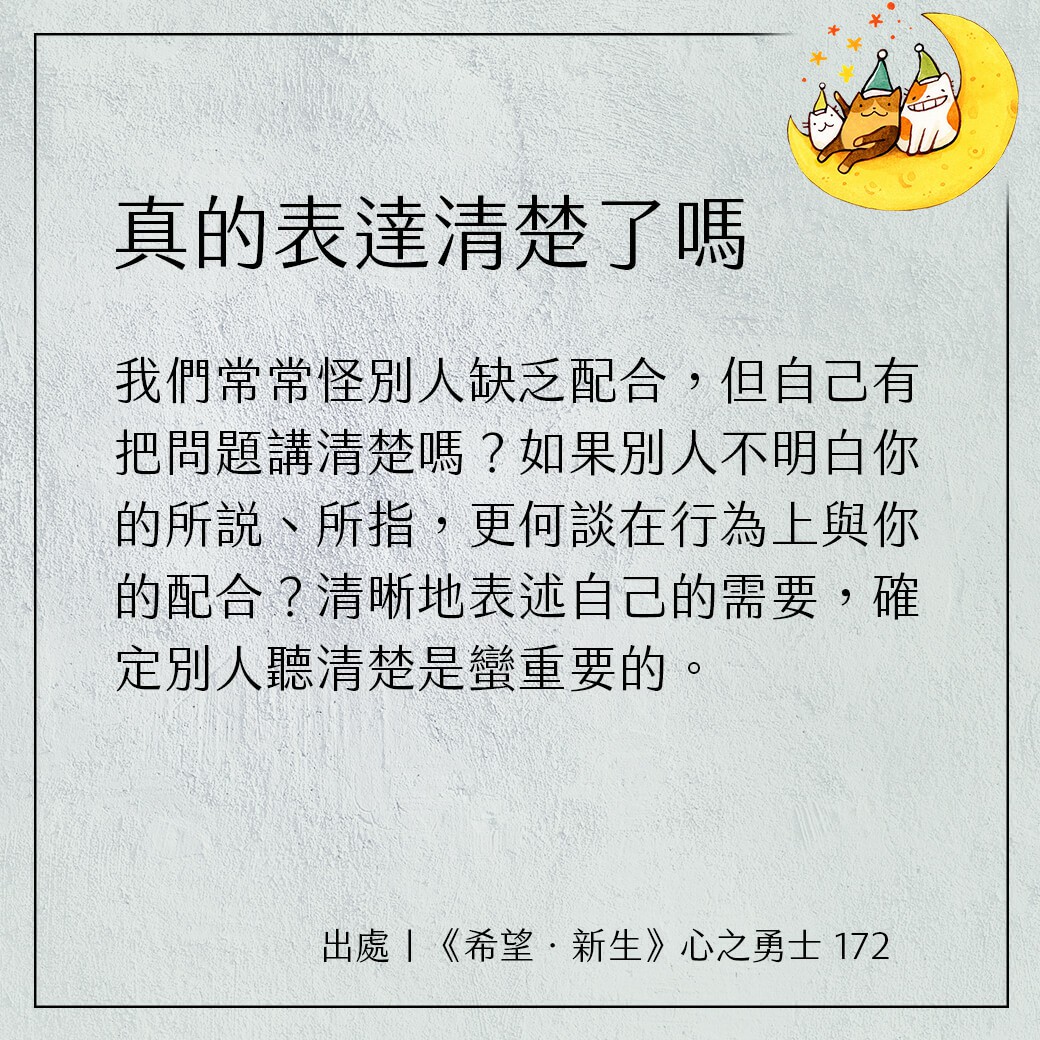 真的表達清楚了嗎
我們常常怪別人缺乏配合，但自己有
把問題講清楚嗎？如果別人不明白你
的所説、所指，更何談在行為上與你
的配合？清晰地表述自己的需要，確
定別人聽清楚是蠻重要的。
出處｜《希望．新生》心之勇士 172